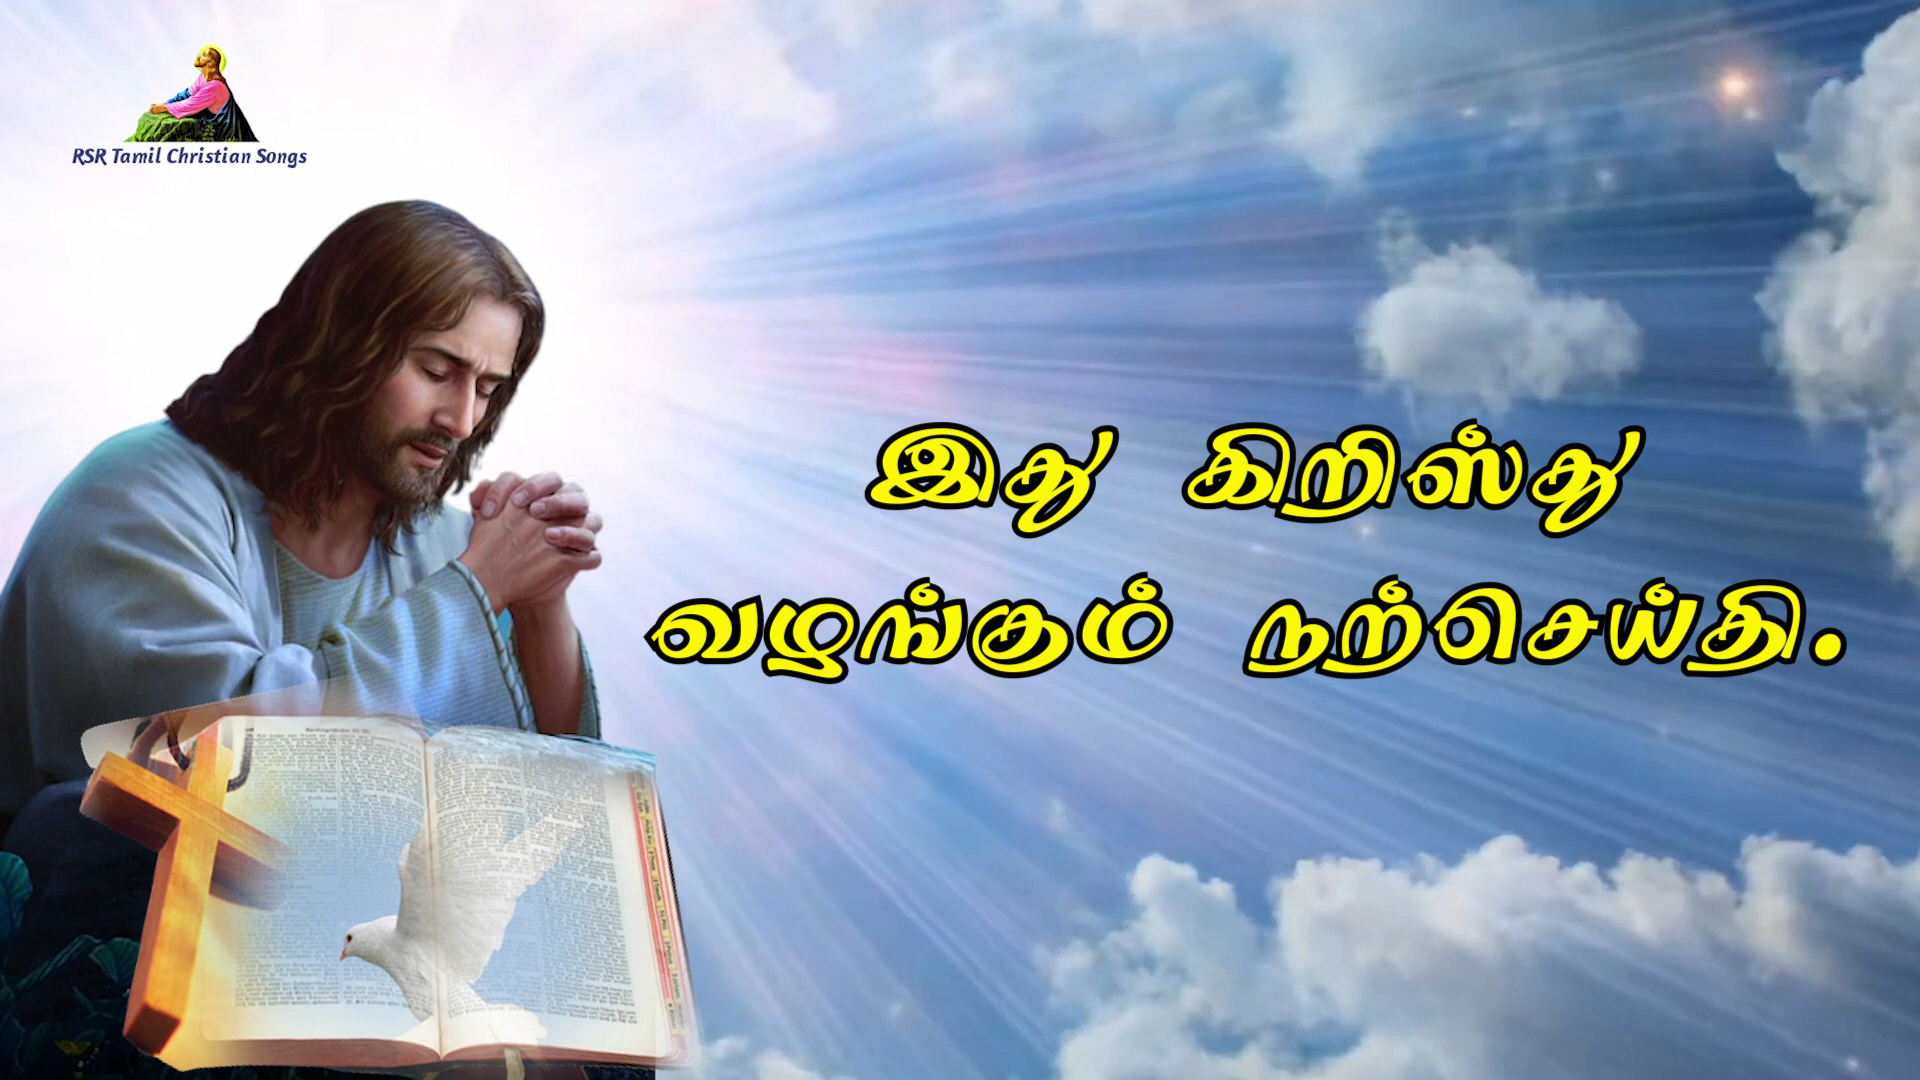 RSR Tamil Christian Songs
இது கிறிஸ்து
வழங்கும் நற்செய்தி.